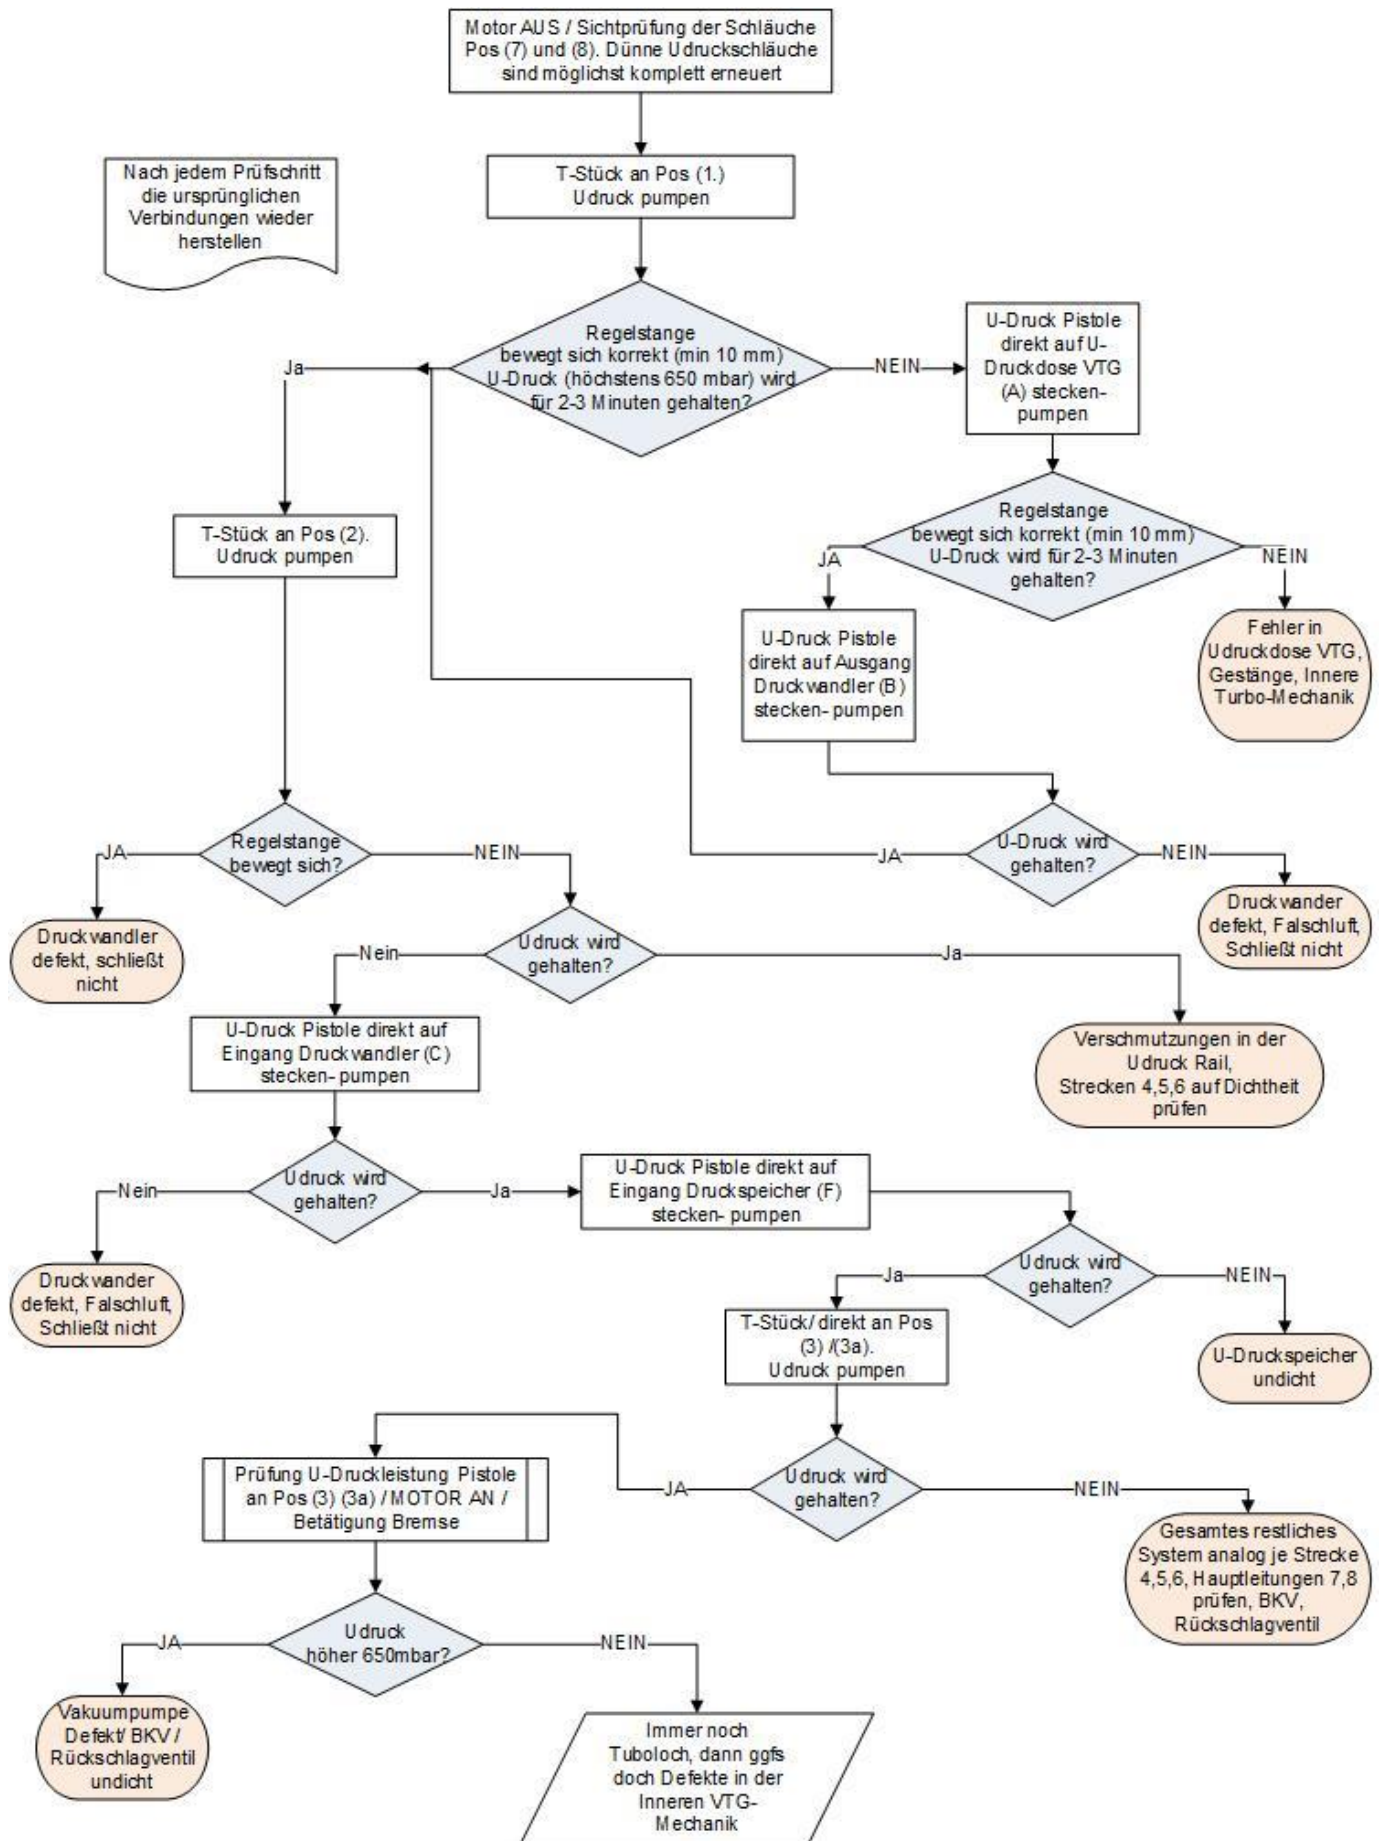 Motor AUS / Sichtprüfung der Schläuche
Pos (7) und (8). Dünne Udruckschläuche
sind möglichst komplett erneuert
Nach jedem Prüfschritt
die ursprünglichen
Verbindungen wieder
herstellen
T-Stück an Pos (1.)
Udruck pumpen
Regelstange
bewegt sich korrekt (min 10 mm)
U-Druck (höchstens 650 mbar) wird
für 2-3 Minuten gehalten?
Ja
NEIN
U-Druck Pistole
direkt auf U-
Druckdose VTG
(A) stecken-
pumpen
T-Stück an Pos (2).
Udruck pumpen
Regelstange
bewegt sich korrekt (min 10 mm)
U-Druck wird für 2-3 Minuten
gehalten?
JA
NEIN
U-Druck Pistole
direkt auf Ausgang
Druckwandler (B)
stecken- pumpen
Fehler in
Udruckdose VTG,
Gestänge, Innere
Turbo-Mechanik
Regelstange
bewegt sich?
JA
NEIN
U-Druck wird
gehalten?
JA
NEIN
Druckwandler
defekt, schließt
nicht
Udruck wird
gehalten?
Nein
Ja
Druckwander
defekt, Falschluft,
Schließt nicht
U-Druck Pistole direkt auf
Eingang Druckwandler (C)
stecken- pumpen
Verschmutzungen in der
Udruck Rail,
Strecken 4,5,6 auf Dichtheit
prüfen
Udruck wird
gehalten?
Nein
Ja
U-Druck Pistole direkt auf
Eingang Druckspeicher (F)
stecken- pumpen
Druckwander
defekt, Falschluft,
Schließt nicht
Udruck wird
gehalten?
Ja
NEIN
T-Stück/ direkt an Pos
(3) /(3a).
Udruck pumpen
U-Druckspeicher
undicht
Udruck wird
gehalten?
JA
NEIN
Prüfung U-Druckleistung Pistole
an Pos (3) (3a) / MOTOR AN /
Betätigung Bremse
Gesamtes restliches
System analog je Strecke
4,5,6, Hauptleitungen 7,8
prüfen, BKV,
Rückschlagventil
Udruck
höher 650mbar?
JA
NEIN
Vakuumpumpe
Defekt/ BKV /
Rückschlagventil
undicht
Immer noch
Tuboloch, dann ggfs
doch Defekte in der
Inneren VTG-
Mechanik